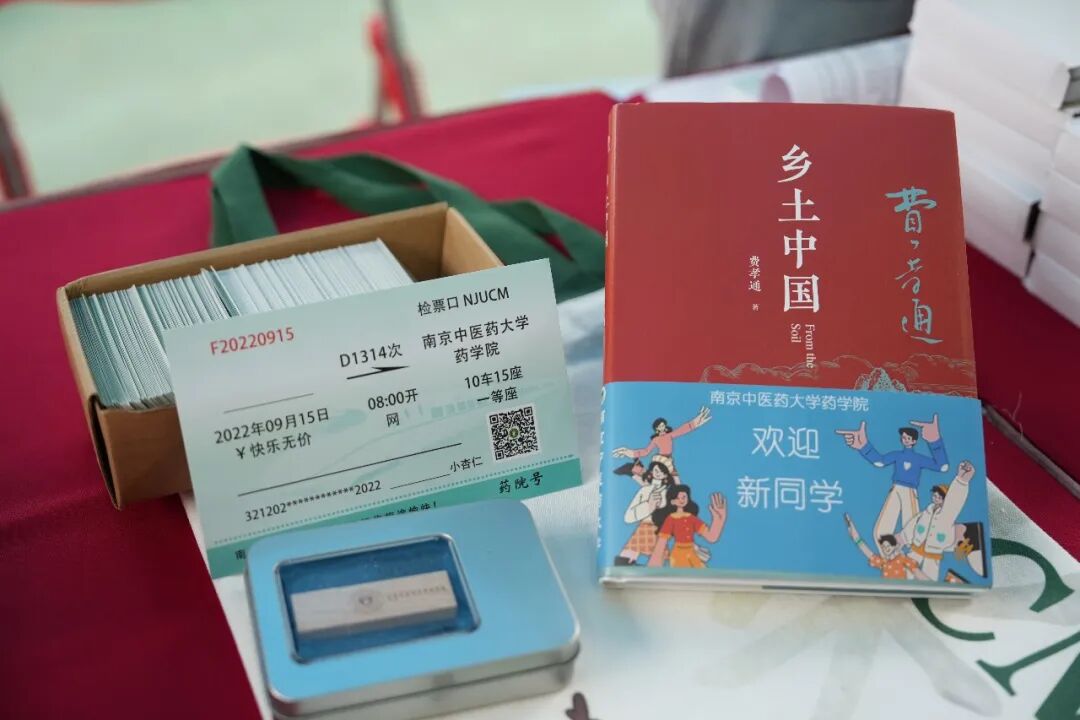 F20220915
检票口 NJUCM
D1314次
南京中医药大学
药学院
2022年09月15日
08:00开
10车15座
￥快乐无价
网
一等座
小杏仁
321202************2022
药院号
南
乡土中国
费孝通 著
From the
Soil
费孝通
南京中医药大学药学院
欢迎
新同学